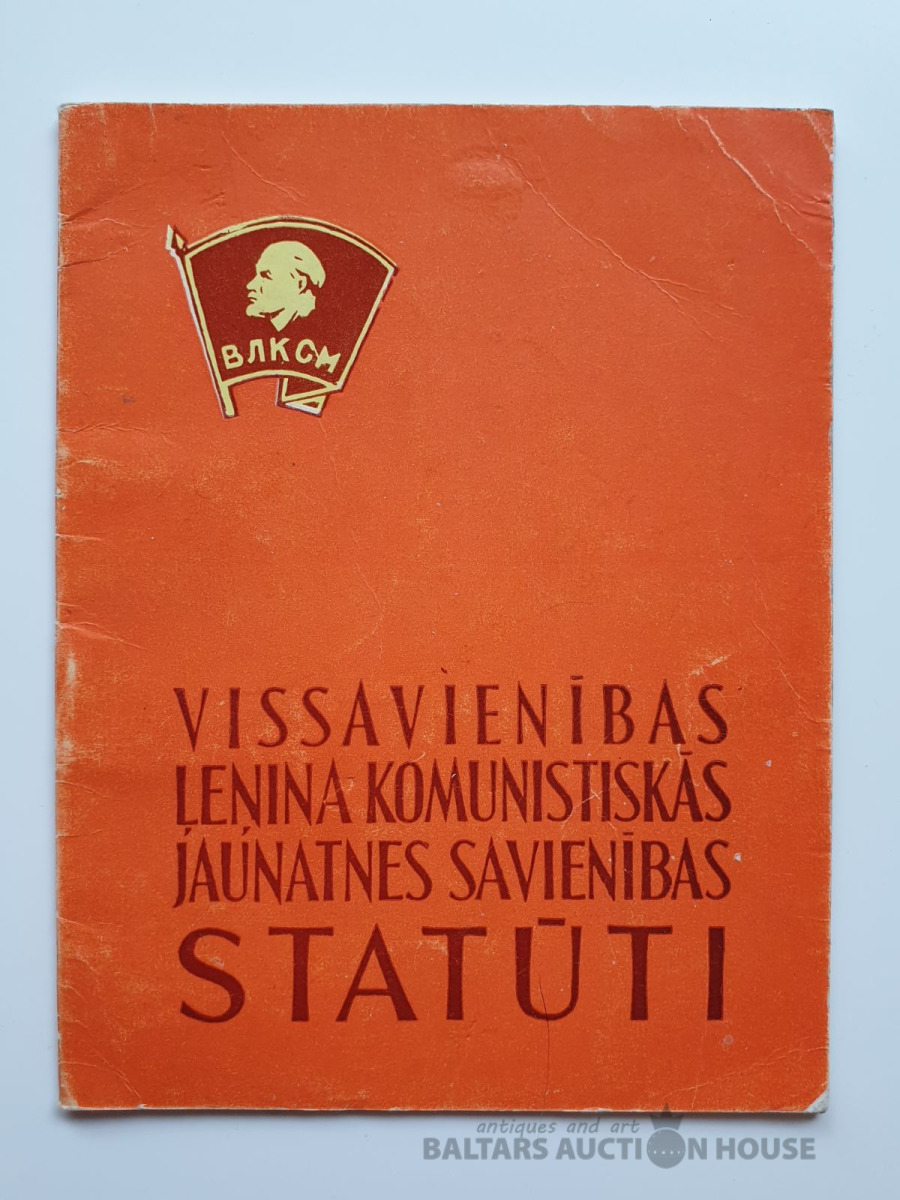 ВЛКСМ
VISSAVIENĪBAS
ĻEŅINA KOMUNISTISKĀS
JAUNATNES SAVIENĪBAS
STATŪTI
antiques and art
BALTARS AUCTION HOUSE